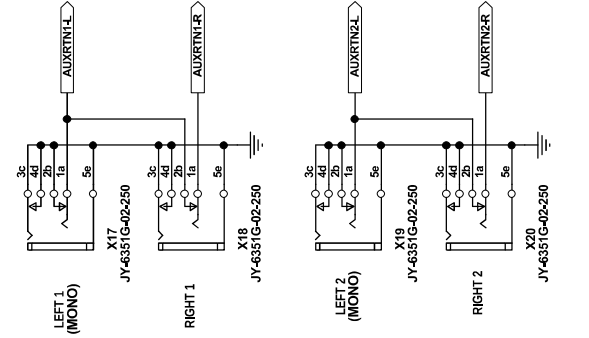 AUXRTN1-L
AUXRTN1-R
AUXRTN2-L
AUXRTN2-R
3c
4d
2b
1a
5e
3c
4d
2b
1a
5e
3c
4d
2b
1a
5e
3c
4d
2b
1a
5e
X17
JY-6351G-02-250
X18
JY-6351G-02-250
X19
JY-6351G-02-250
X20
JY-6351G-02-250
LEFT 1
(MONO)
RIGHT 1
LEFT 2
(MONO)
RIGHT 2